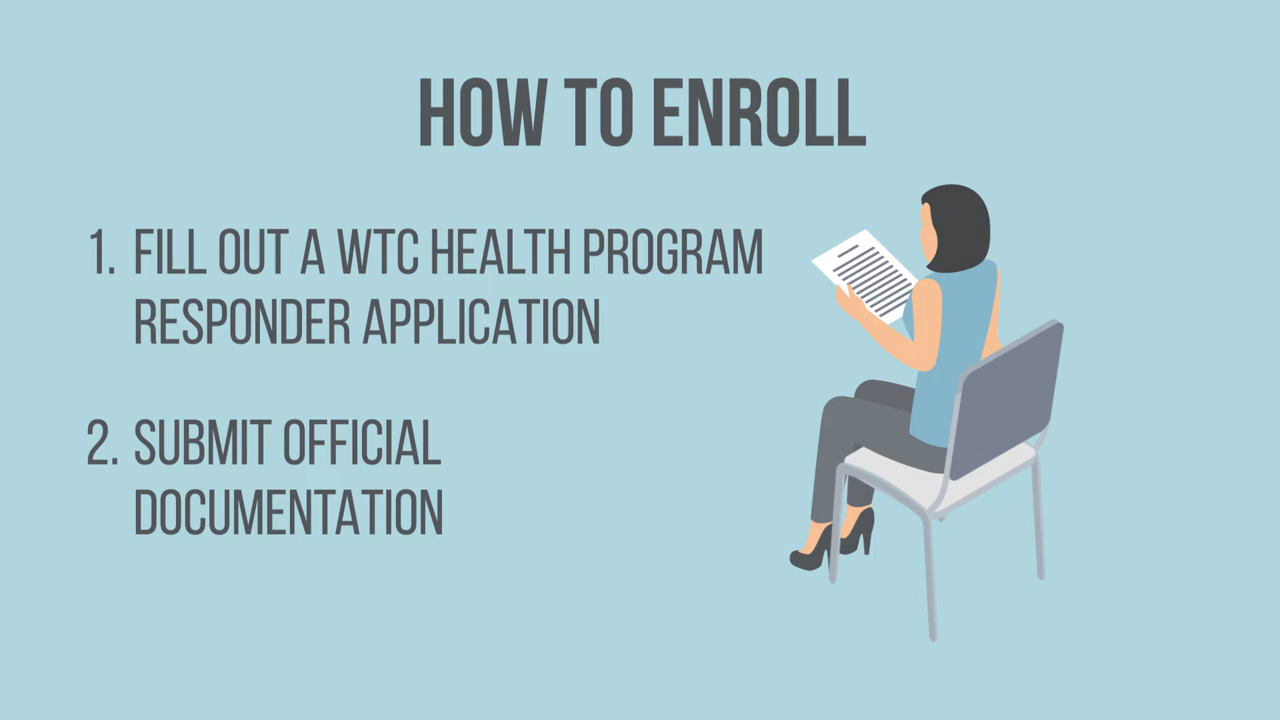 HOW TO ENROLL
1. FILL OUT A WTC HEALTH PROGRAM
RESPONDER APPLICATION
2. SUBMIT OFFICIAL
DOCUMENTATION